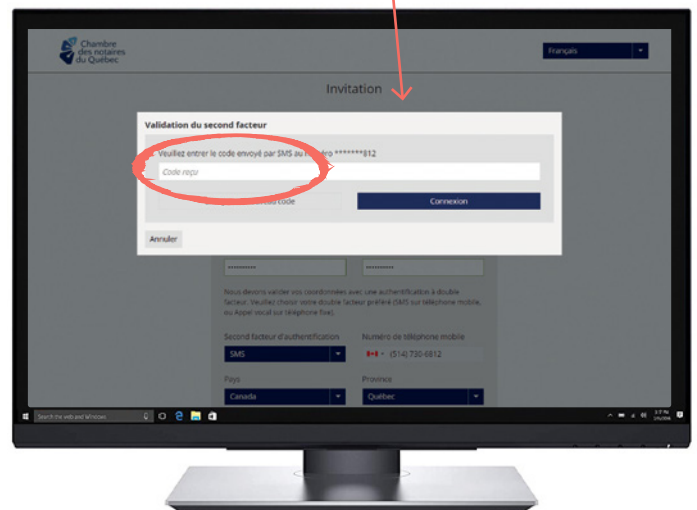 Chambre
des notaires
du Québec
Français
Invitation
Validation du second facteur
Veuillez entrer le code envoyé par SMS au numéro *******812
Code reçu
code
Connexion
Annuler
••••••••••
••••••••••
Nous devons valider vos coordonnées avec une authentification à double
facteur. Veuillez choisir votre double facteur préféré (SMS sur téléphone mobile,
ou Appel vocal sur téléphone fixe).
Second facteur d'authentification
Numéro de téléphone mobile
SMS
(514) 730-6812
Pays
Province
Canada
Québec
Search the web and Windows